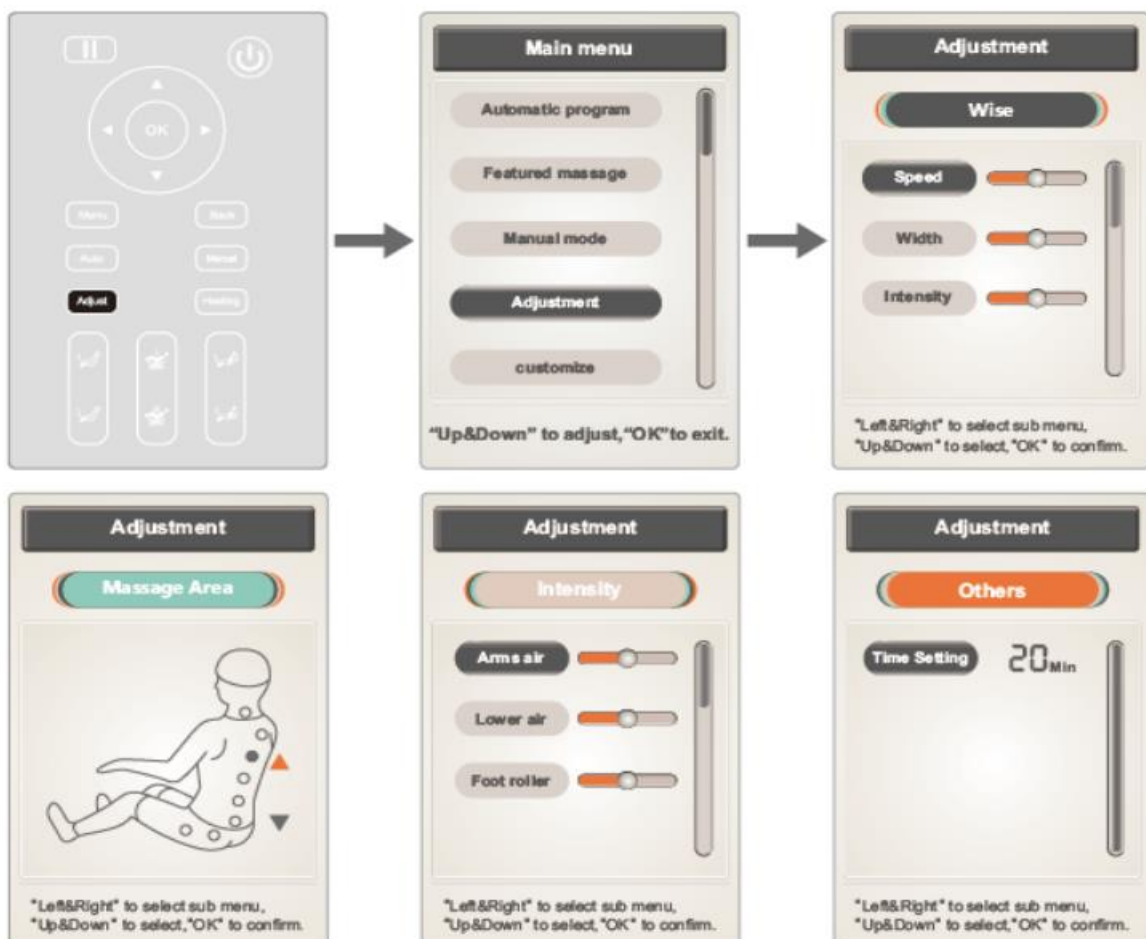 OK
Menu
Back
Auto
Manual
Adjust
Heating
Main menu
Automatic program
Featured massage
Manual mode
Adjustment
customize
"Up&Down" to adjust,"OK"to exit.
Adjustment
Wise
Speed
Width
Intensity
"Left&Right" to select sub menu,
"Up&Down" to select,"OK" to confirm.
Adjustment
Massage Area
"Left&Right" to select sub menu,
"Up&Down" to select,"OK" to confirm.
Adjustment
Intensity
Arms air
Lower air
Foot roller
"Left&Right" to select sub menu,
"Up&Down" to select,"OK" to confirm.
Adjustment
Others
Time Setting 20 Min
"Left&Right" to select sub menu,
"Up&Down" to select,"OK" to confirm.